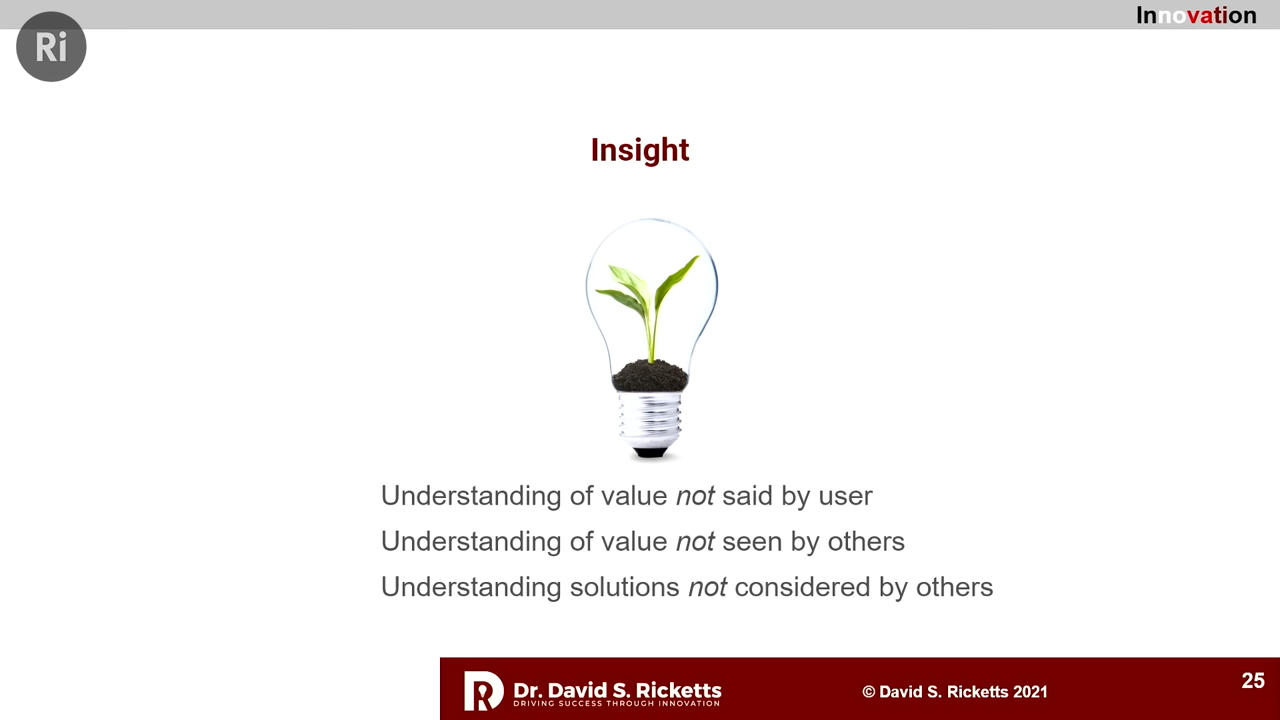 Innovation
Ri
Insight
Understanding of value not said by user
Understanding of value not seen by others
Understanding solutions not considered by others
Dr. David S. Ricketts
DRIVING SUCCESS THROUGH INNOVATION
© David S. Ricketts 2021
25